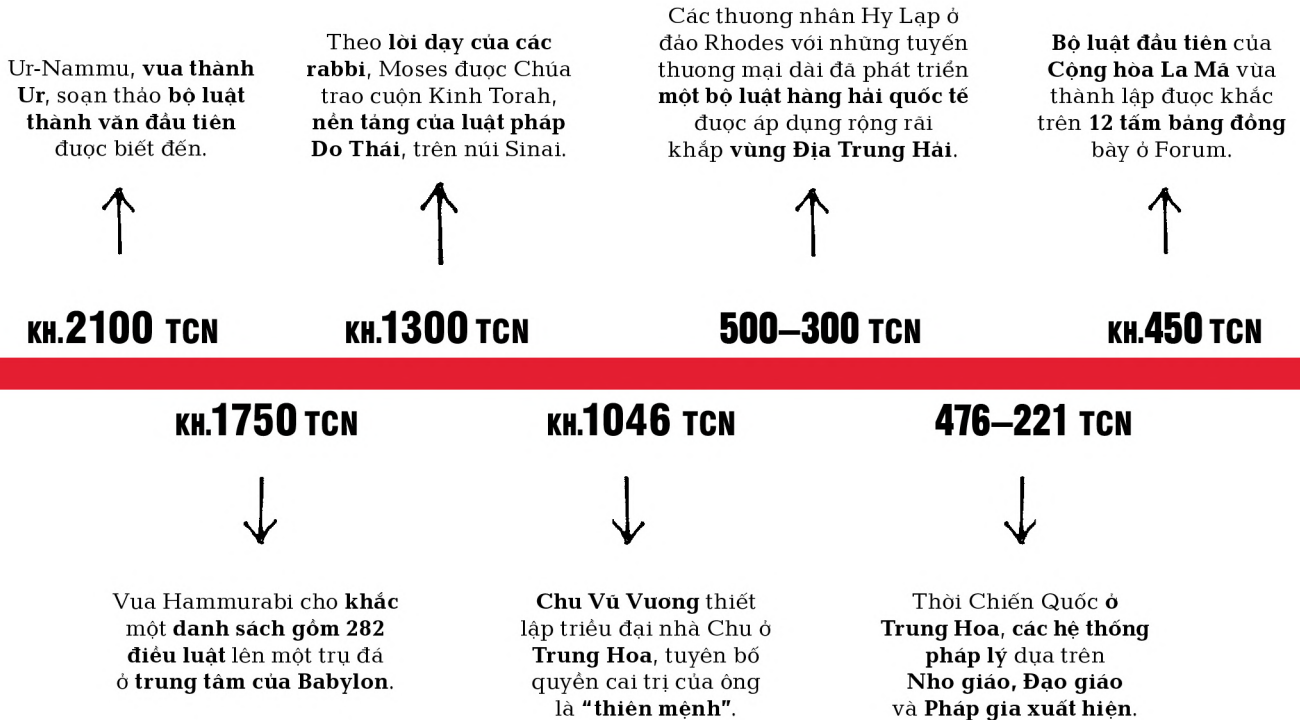 Ur-Nammu, vua thành
Ur, soạn thảo bộ luật
thành văn đầu tiên
được biết đến.
Theo lời dạy của các
rabbi, Moses được Chúa
trao cuộn Kinh Torah,
nền tảng của luật pháp
Do Thái, trên núi Sinai.
Các thương nhân Hy Lạp ở
đảo Rhodes với những tuyến
thương mại dài đã phát triển
một bộ luật hàng hải quốc tế
được áp dụng rộng rãi
khắp vùng Địa Trung Hải.
Bộ luật đầu tiên của
Cộng hòa La Mã vừa
thành lập được khắc
trên 12 tấm bảng đồng
bày ở Forum.
KH.2100 TCN
KH.1300 TCN
500–300 TCN
KH.450 TCN
KH.1750 TCN
KH.1046 TCN
476–221 TCN
Vua Hammurabi cho khắc
một danh sách gồm 282
điều luật lên một trụ đá
ở trung tâm của Babylon.
Chu Vũ Vương thiết
lập triều đại nhà Chu ở
Trung Hoa, tuyên bố
quyền cai trị của ông
là “thiên mệnh”.
Thời Chiến Quốc ở
Trung Hoa, các hệ thống
pháp lý dựa trên
Nho giáo, Đạo giáo
và Pháp gia xuất hiện.